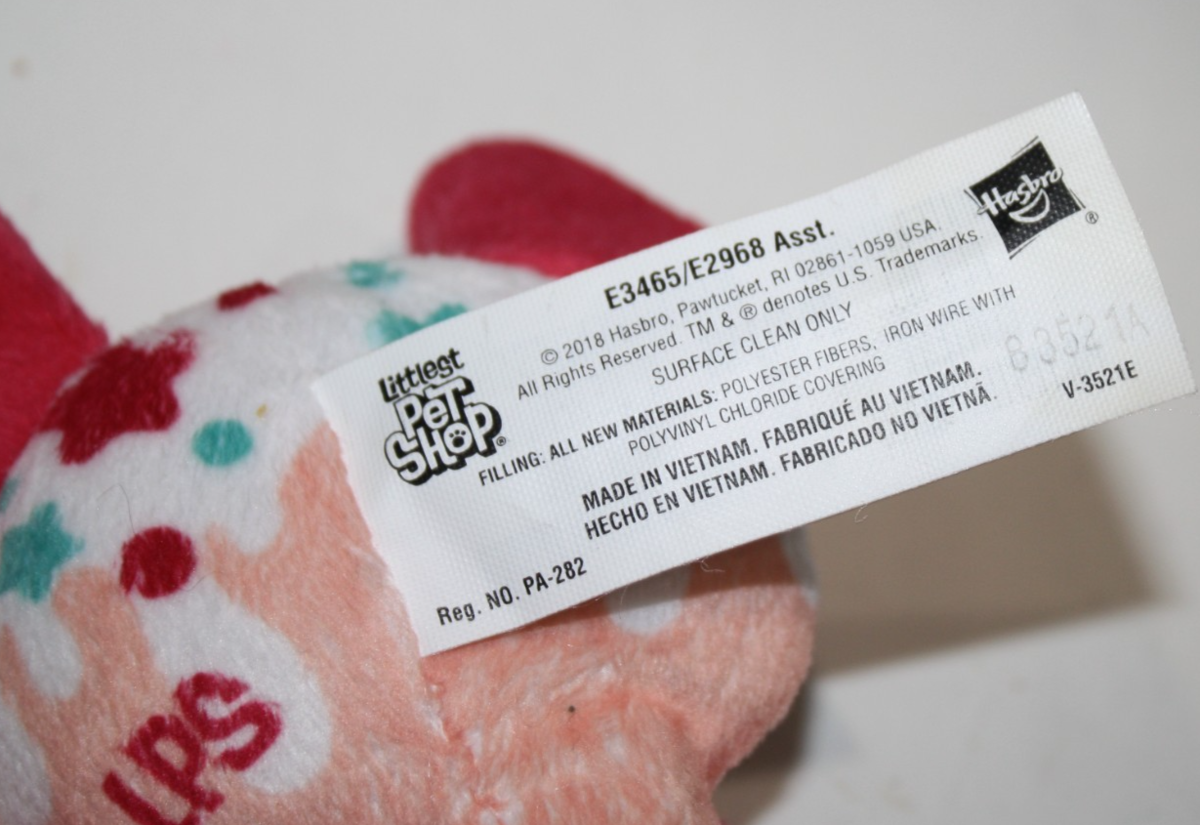 E3465/E2968 Asst.
© 2018 Hasbro, Pawtucket, RI 02861-1059 USA.
All Rights Reserved. TM & ® denotes U.S. Trademarks.
SURFACE CLEAN ONLY
FILLING: ALL NEW MATERIALS: POLYESTER FIBERS, IRON WIRE WITH
POLYVINYL CHLORIDE COVERING
MADE IN VIETNAM. FABRIQUÉ AU VIETNAM.
HECHO EN VIETNAM. FABRICADO NO VIETNÃ.
Reg. NO. PA-282
V-3521E
Hasbro
®
Littlest
PeT
SHoP®
LPS